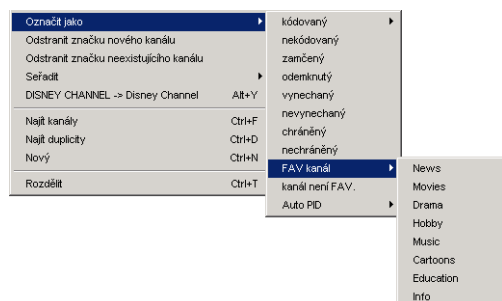 Označit jako
Odstranit značku nového kanálu
Odstranit značku neexistujícího kanálu
Seřadit
DISNEY CHANNEL -> Disney Channel Alt+Y
Najít kanály Ctrl+F
Najít duplicity Ctrl+D
Nový Ctrl+N
Rozdělit Ctrl+T
kódovaný
nekódovaný
zamčený
odemknutý
vynechaný
nevynechaný
chráněný
nechráněný
FAV kanál
kanál není FAV.
Auto PID
News
Movies
Drama
Hobby
Music
Cartoons
Education
Info